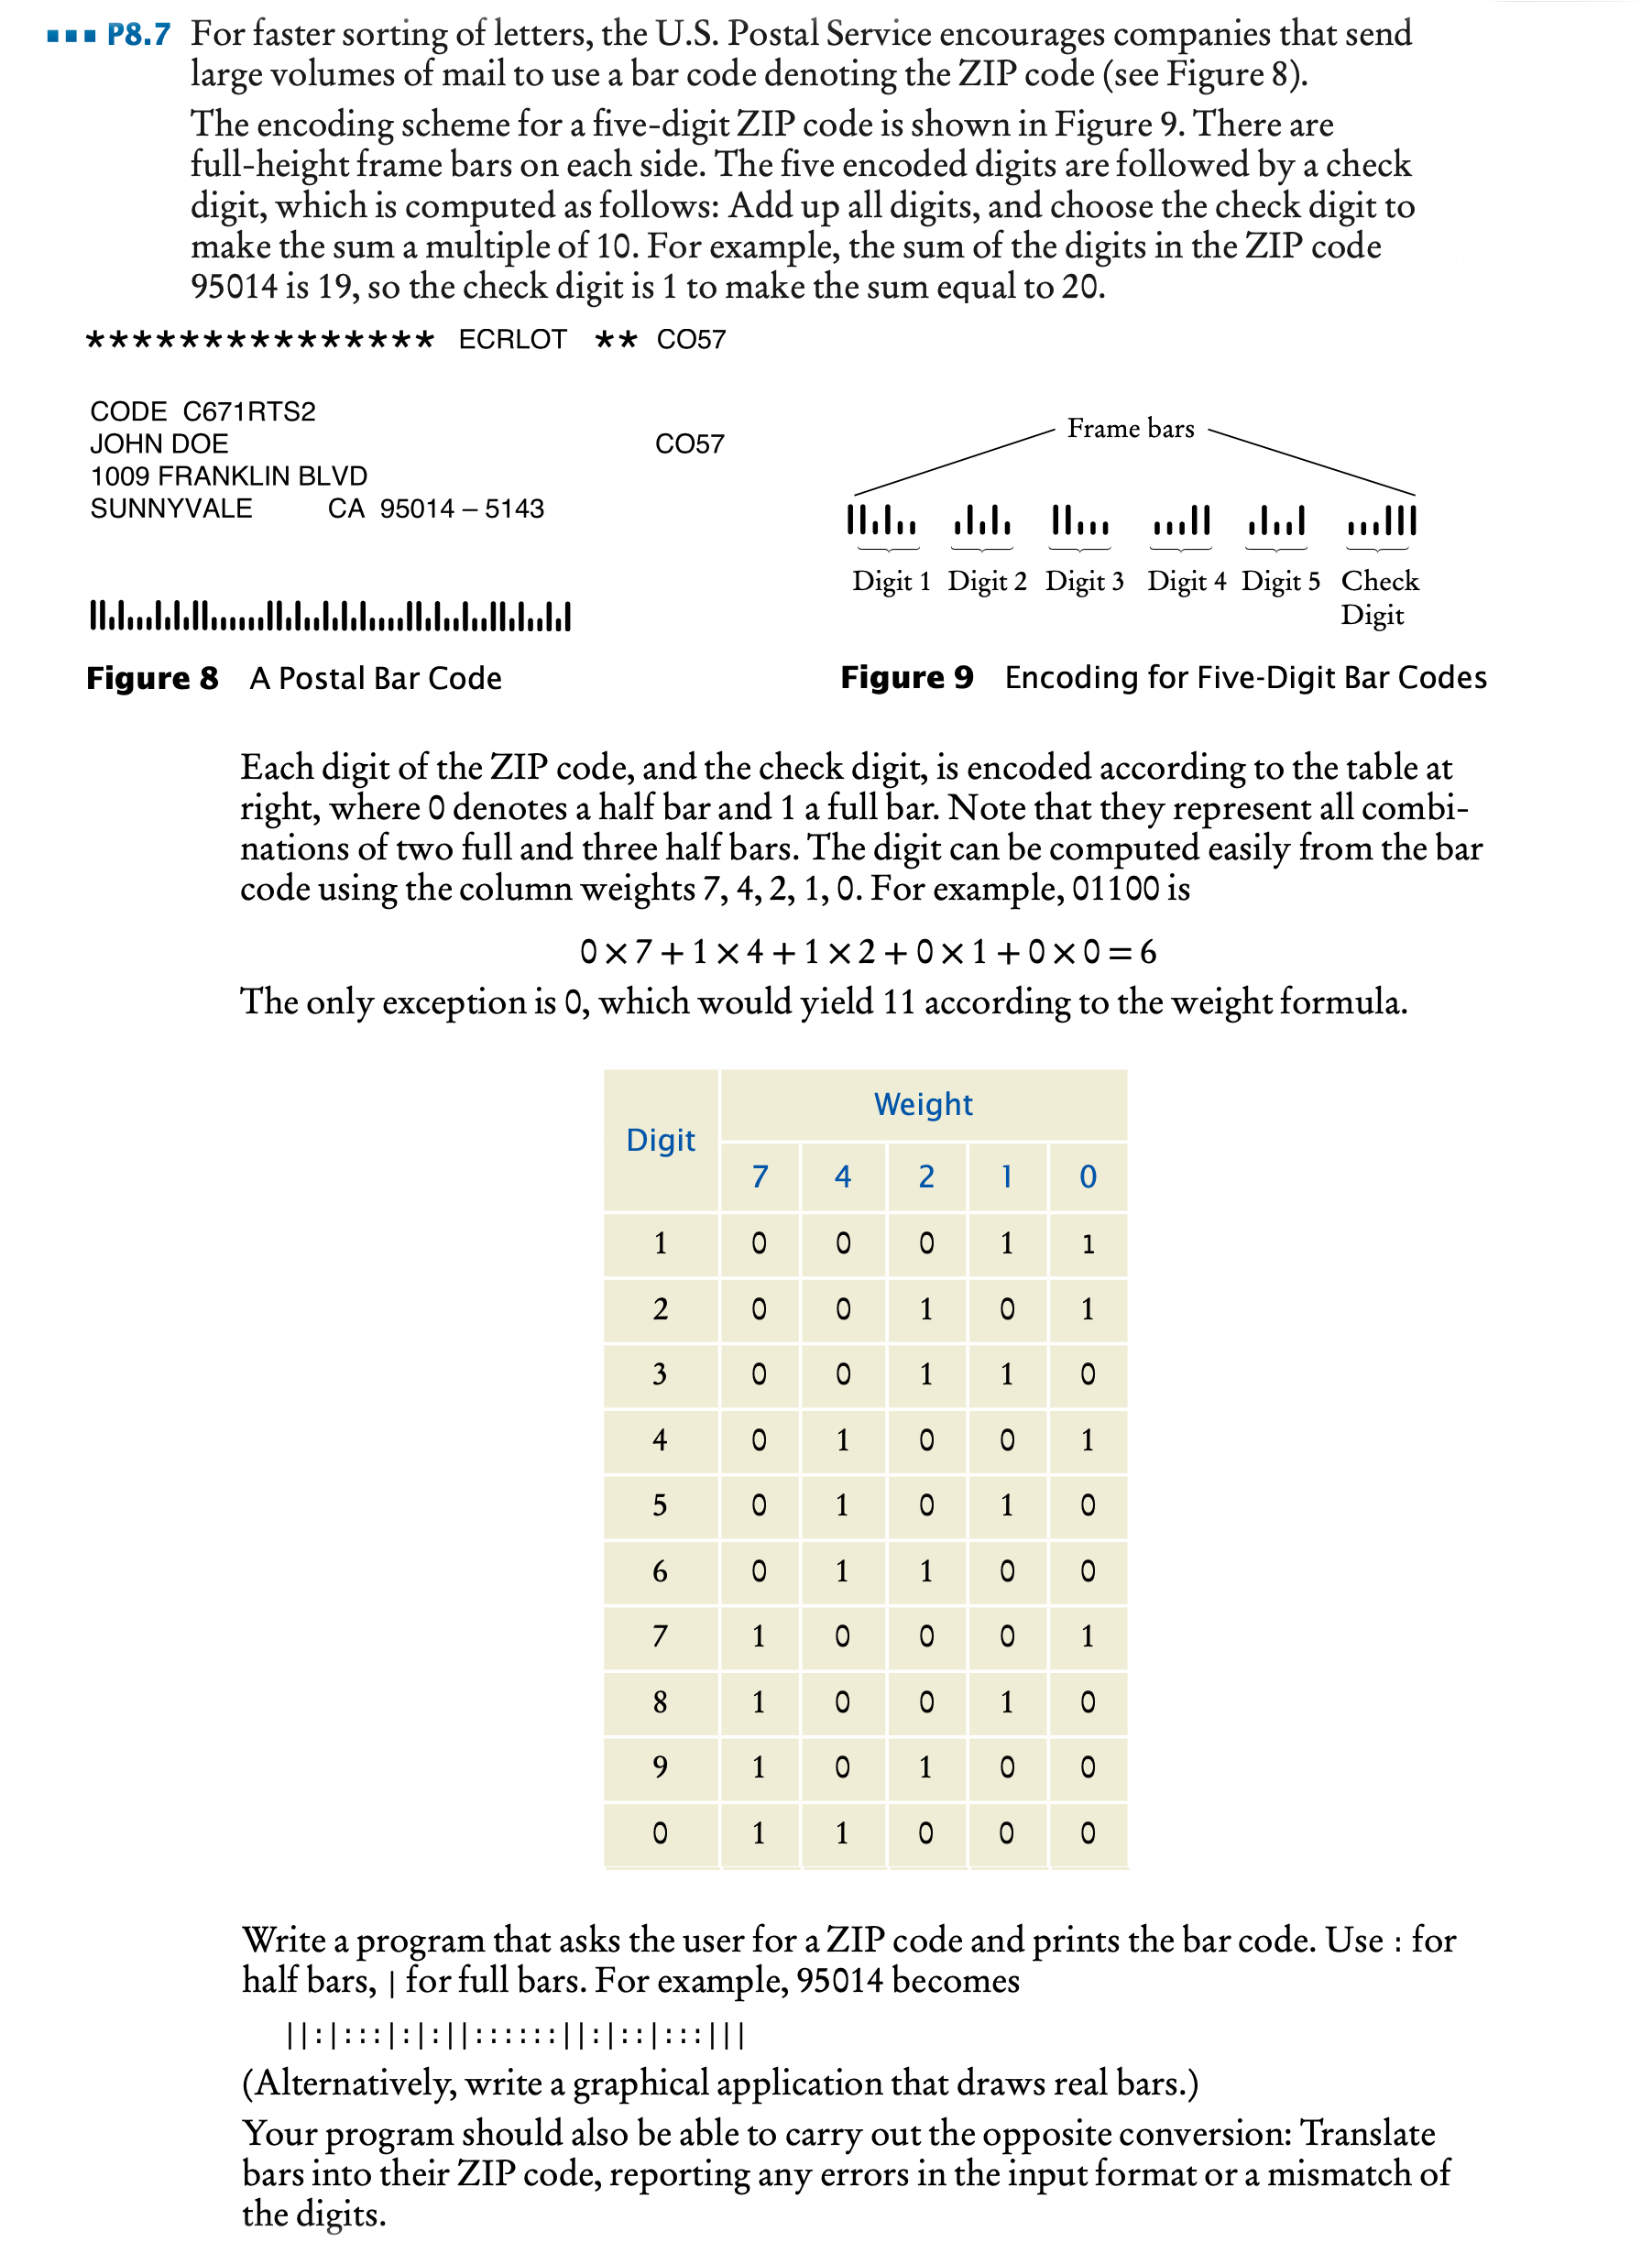 P8.7 For faster sorting of letters, the U.S. Postal Service encourages companies that send
large volumes of mail to use a bar code denoting the ZIP code (see Figure 8).
The encoding scheme for a five-digit ZIP code is shown in Figure 9. There are
full-height frame bars on each side. The five encoded digits are followed by a check
digit, which is computed as follows: Add up all digits, and choose the check digit to
make the sum a multiple of 10. For example, the sum of the digits in the ZIP code
95014 is 19, so the check digit is 1 to make the sum equal to 20.
*************** ECRLOT ** CO57
CODE C671RTS2
JOHN DOE CO57
1009 FRANKLIN BLVD
SUNNYVALE CA 95014 – 5143
Figure 8 A Postal Bar Code
Frame bars
Digit 1 Digit 2 Digit 3 Digit 4 Digit 5 Check
Digit
Figure 9 Encoding for Five-Digit Bar Codes
Each digit of the ZIP code, and the check digit, is encoded according to the table at
right, where 0 denotes a half bar and 1 a full bar. Note that they represent all combi-
nations of two full and three half bars. The digit can be computed easily from the bar
code using the column weights 7, 4, 2, 1, 0. For example, 01100 is
0 × 7 + 1 × 4 + 1 × 2 + 0 × 1 + 0 × 0 = 6
The only exception is 0, which would yield 11 according to the weight formula.
Weight
Digit
7 4 2 1 0
1 0 0 0 1 1
2 0 0 1 0 1
3 0 0 1 1 0
4 0 1 0 0 1
5 0 1 0 1 0
6 0 1 1 0 0
7 1 0 0 0 1
8 1 0 0 1 0
9 1 0 1 0 0
0 1 1 0 0 0
Write a program that asks the user for a ZIP code and prints the bar code. Use : for
half bars, | for full bars. For example, 95014 becomes
||:|:::|:|:||::::::||:|::|:::|||
(Alternatively, write a graphical application that draws real bars.)
Your program should also be able to carry out the opposite conversion: Translate
bars into their ZIP code, reporting any errors in the input format or a mismatch of
the digits.